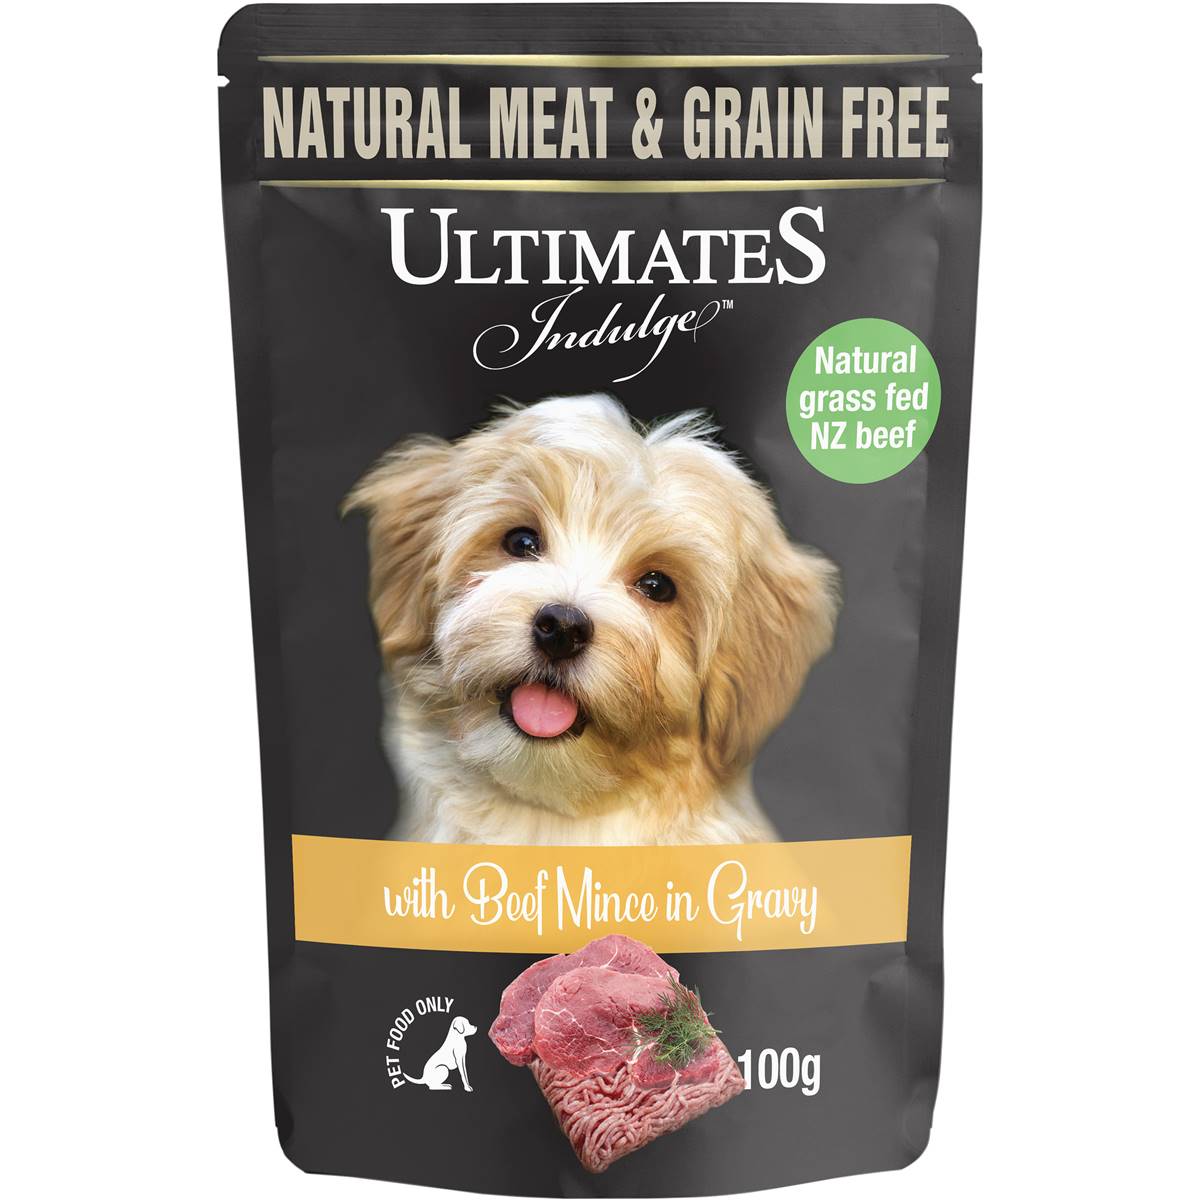 NATURAL MEAT & GRAIN FREE
ULTIMATES
Indulge™
Natural
grass fed
NZ beef
with Beef Mince in Gravy
PET FOOD ONLY
100g